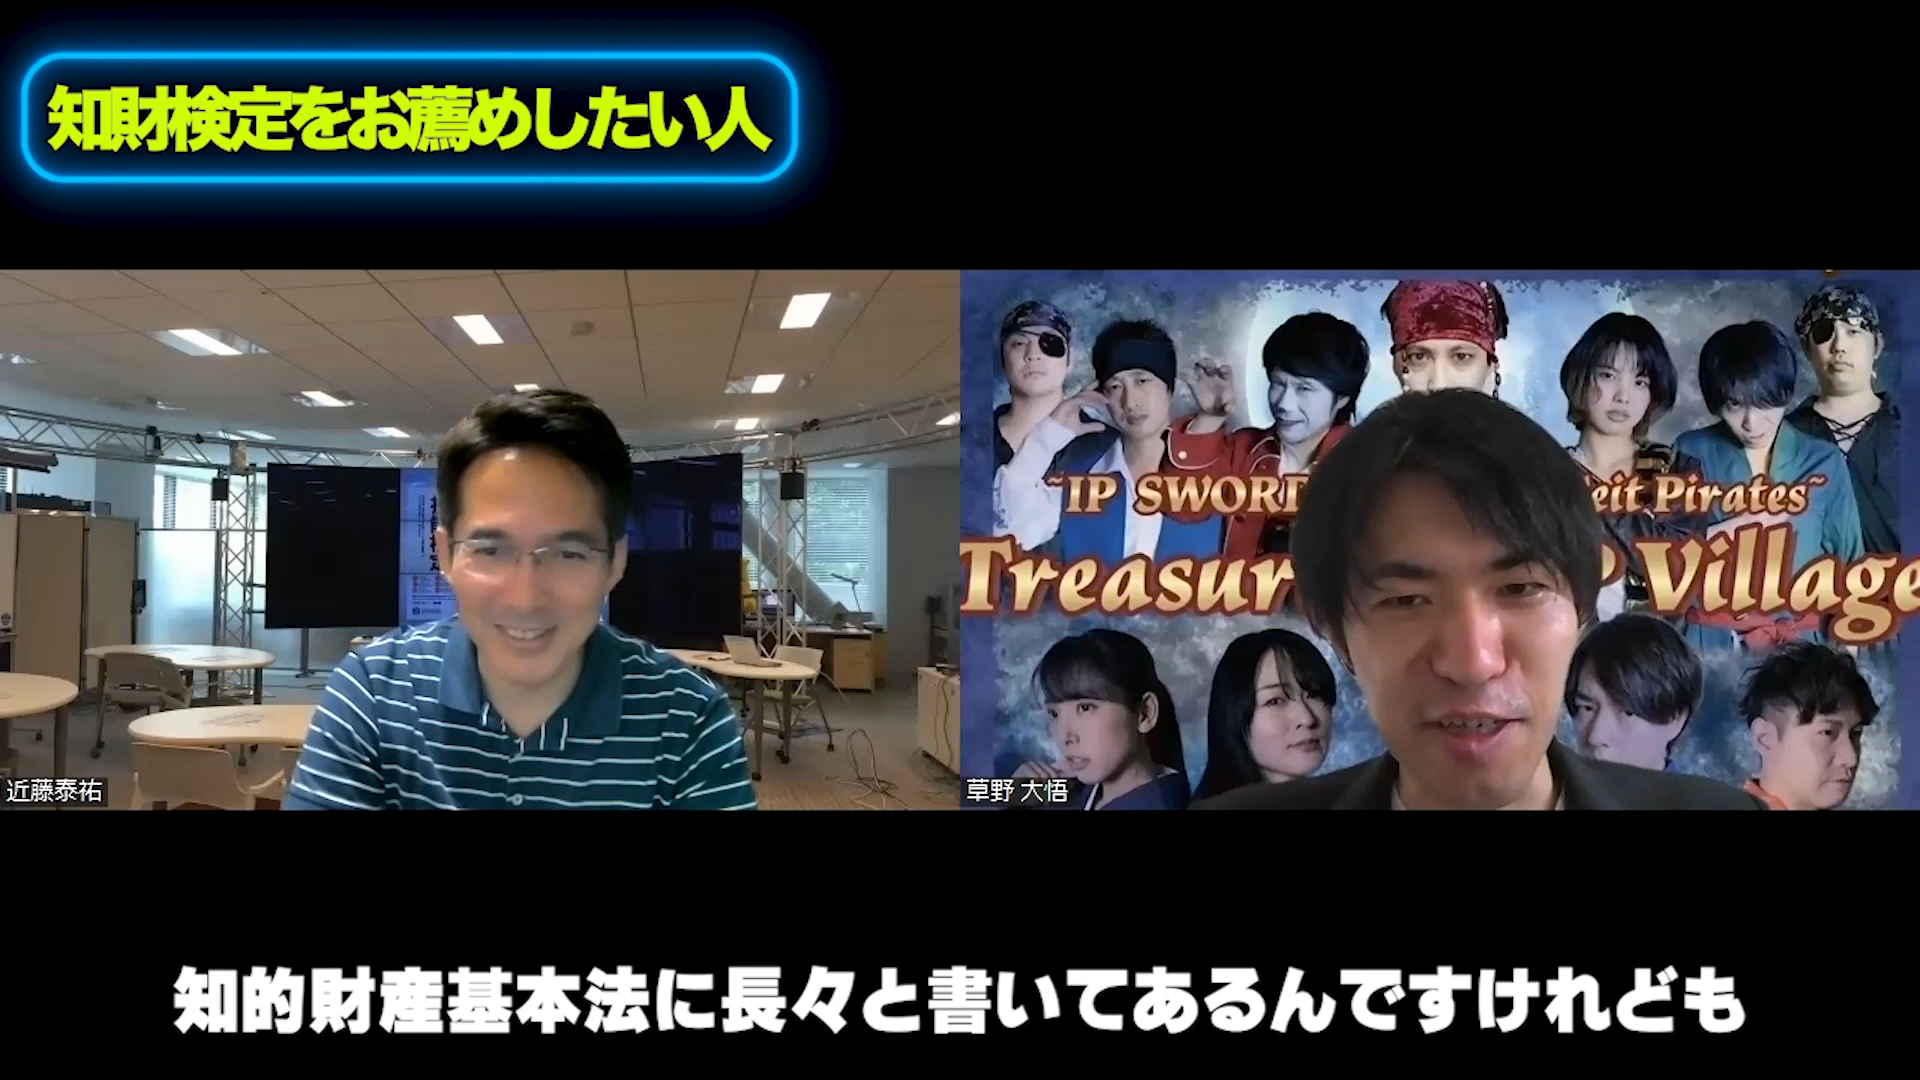 知財検定をお薦めしたい人
~IP SWORD
eit Pirates~
Treasur
Village
近藤泰祐
草野 大悟
知的財産基本法に長々と書いてあるんですけれども